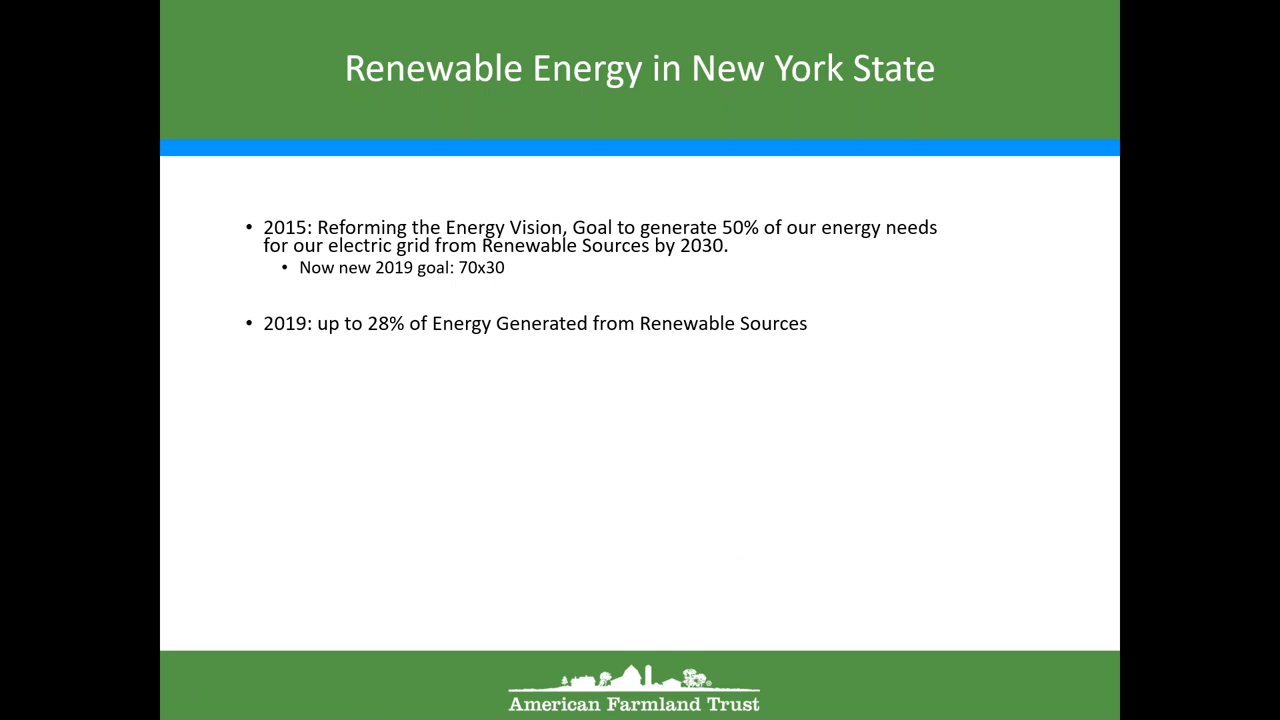 Renewable Energy in New York State
• 2015: Reforming the Energy Vision, Goal to generate 50% of our energy needs
for our electric grid from Renewable Sources by 2030.
• Now new 2019 goal: 70x30
• 2019: up to 28% of Energy Generated from Renewable Sources
American Farmland Trust